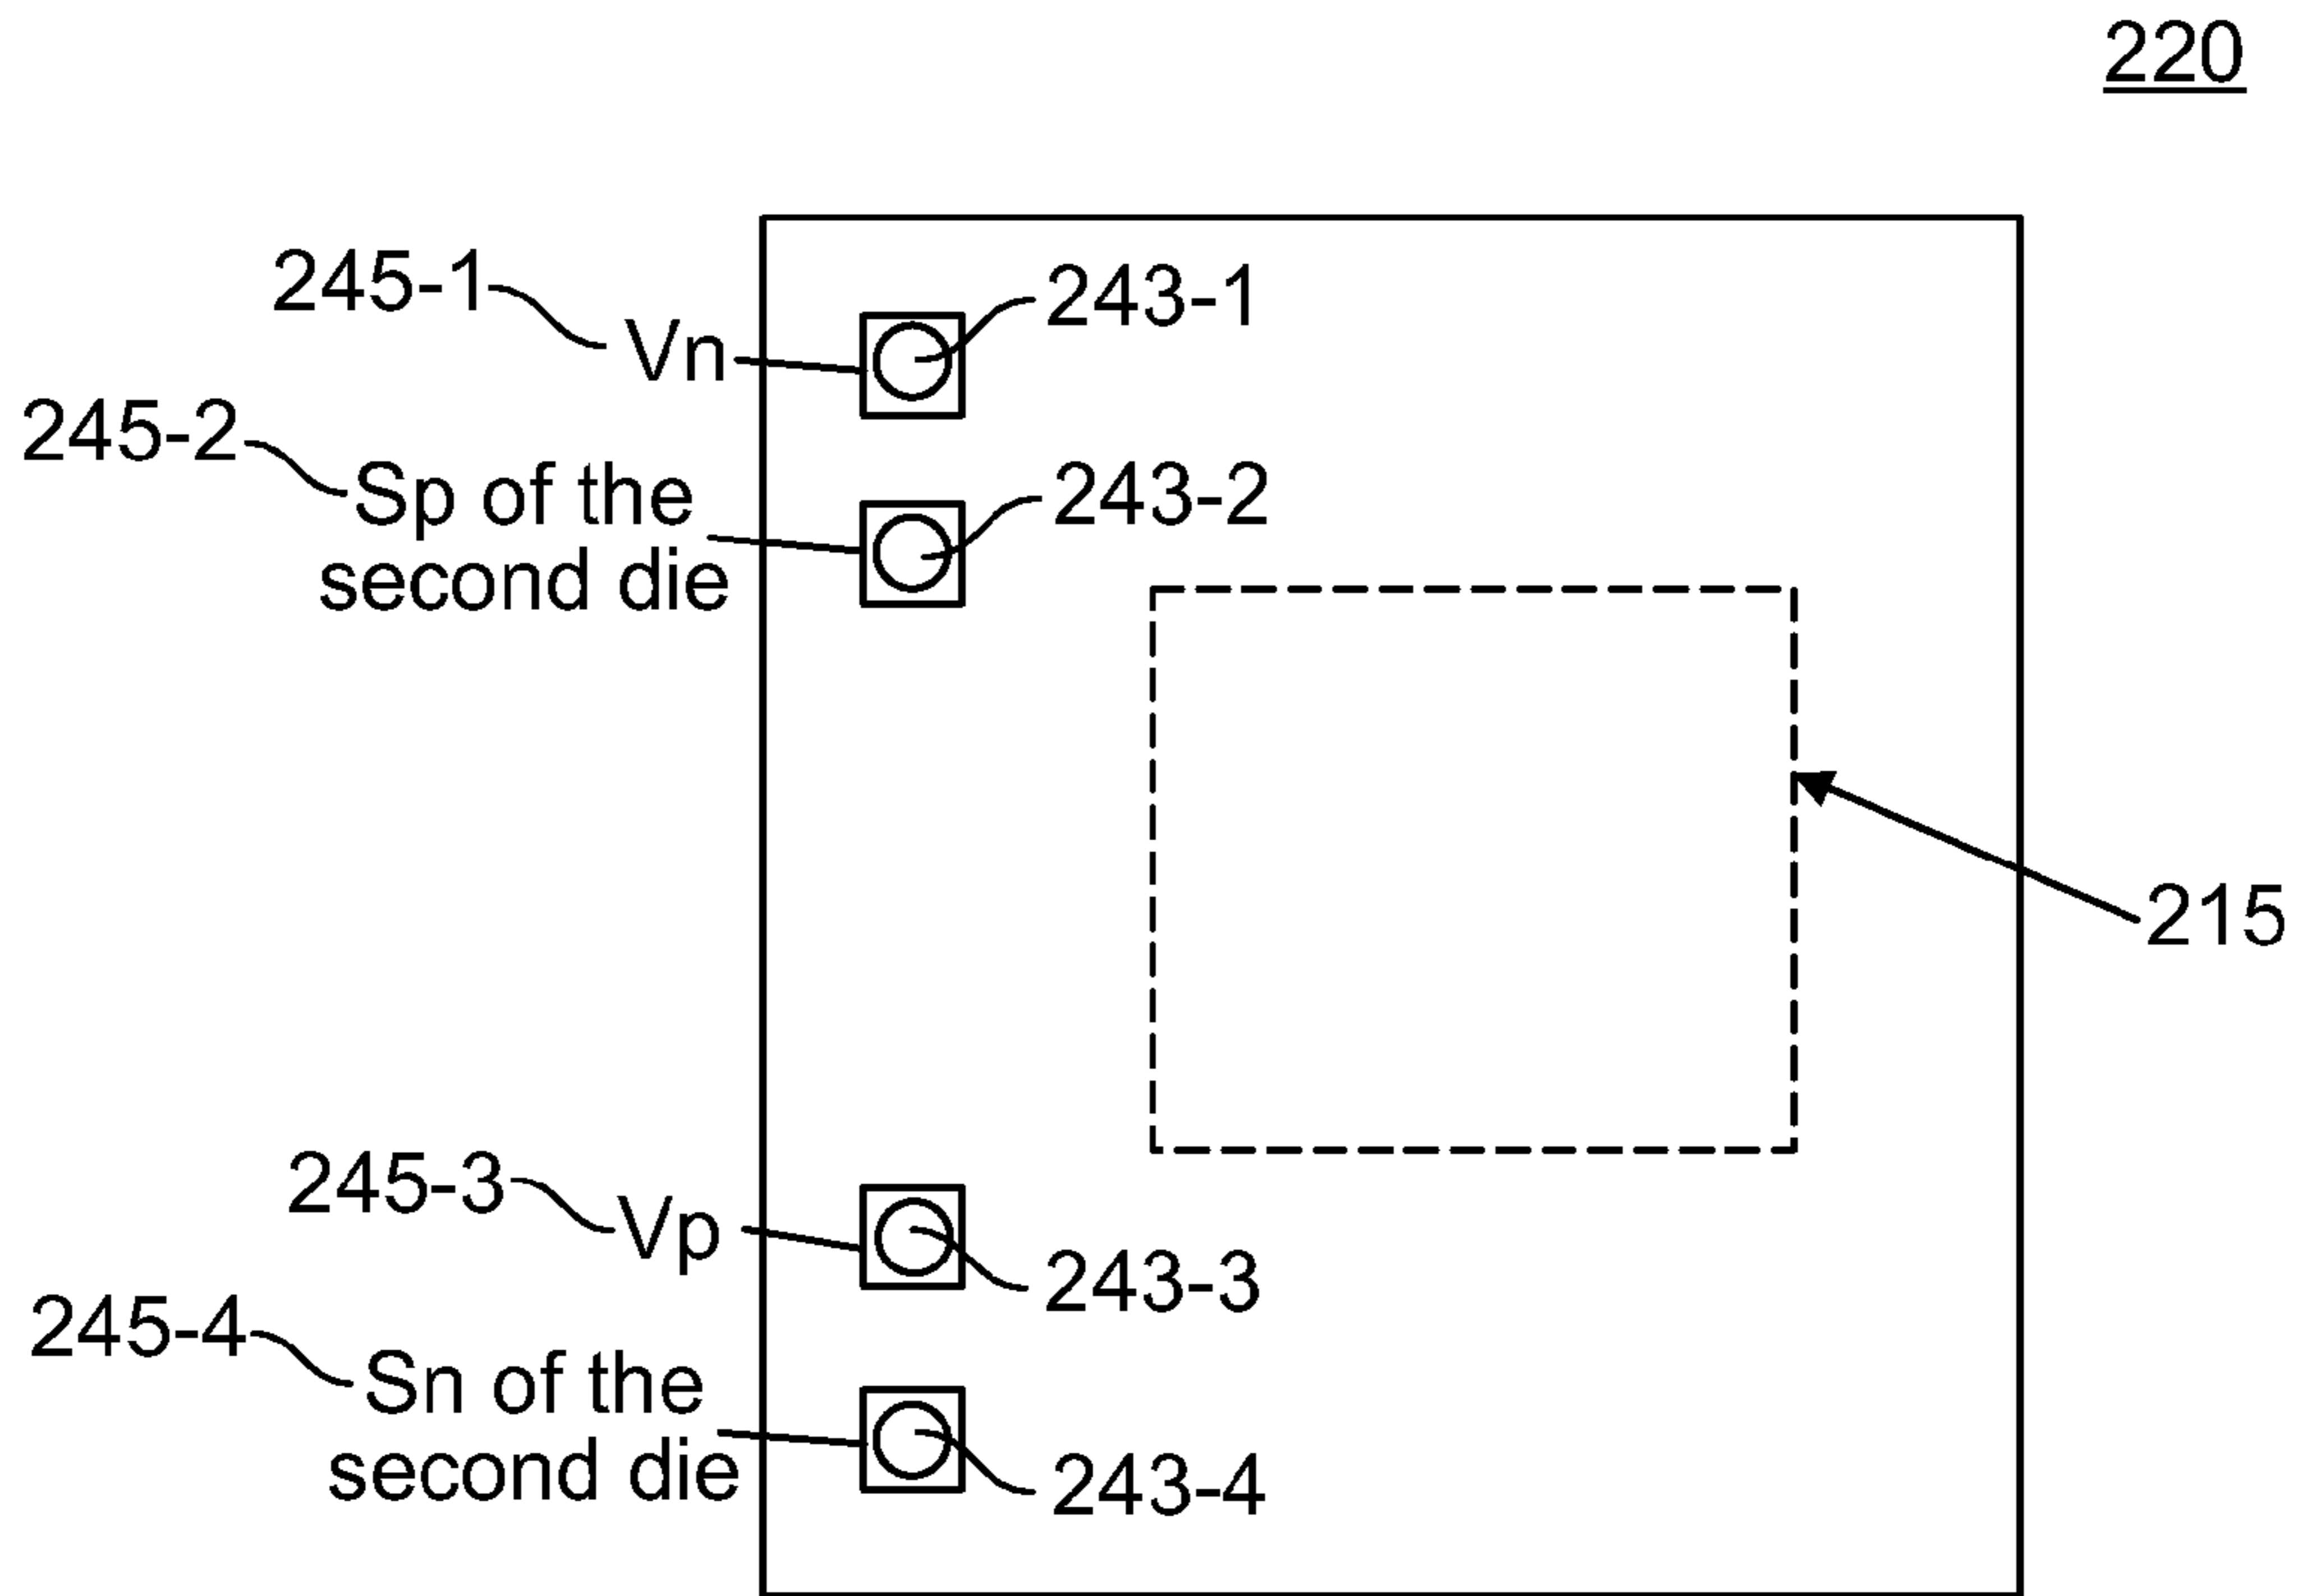 220
245-1
243-1
Vn
245-2
Sp of the
second die
243-2
215
245-3
Vp
243-3
245-4
Sn of the
second die
243-4